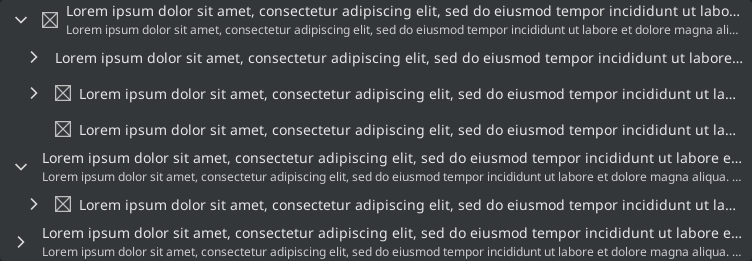 Lorem ipsum dolor sit amet, consectetur adipiscing elit, sed do eiusmod tempor incididunt ut labo...
Lorem ipsum dolor sit amet, consectetur adipiscing elit, sed do eiusmod tempor incididunt ut labore et dolore magna ali...
Lorem ipsum dolor sit amet, consectetur adipiscing elit, sed do eiusmod tempor incididunt ut labore...
Lorem ipsum dolor sit amet, consectetur adipiscing elit, sed do eiusmod tempor incididunt ut la...
Lorem ipsum dolor sit amet, consectetur adipiscing elit, sed do eiusmod tempor incididunt ut la...
Lorem ipsum dolor sit amet, consectetur adipiscing elit, sed do eiusmod tempor incididunt ut labore e...
Lorem ipsum dolor sit amet, consectetur adipiscing elit, sed do eiusmod tempor incididunt ut labore et dolore magna aliqua. ...
Lorem ipsum dolor sit amet, consectetur adipiscing elit, sed do eiusmod tempor incididunt ut la...
Lorem ipsum dolor sit amet, consectetur adipiscing elit, sed do eiusmod tempor incididunt ut labore e...
Lorem ipsum dolor sit amet, consectetur adipiscing elit, sed do eiusmod tempor incididunt ut labore et dolore magna aliqua. ...